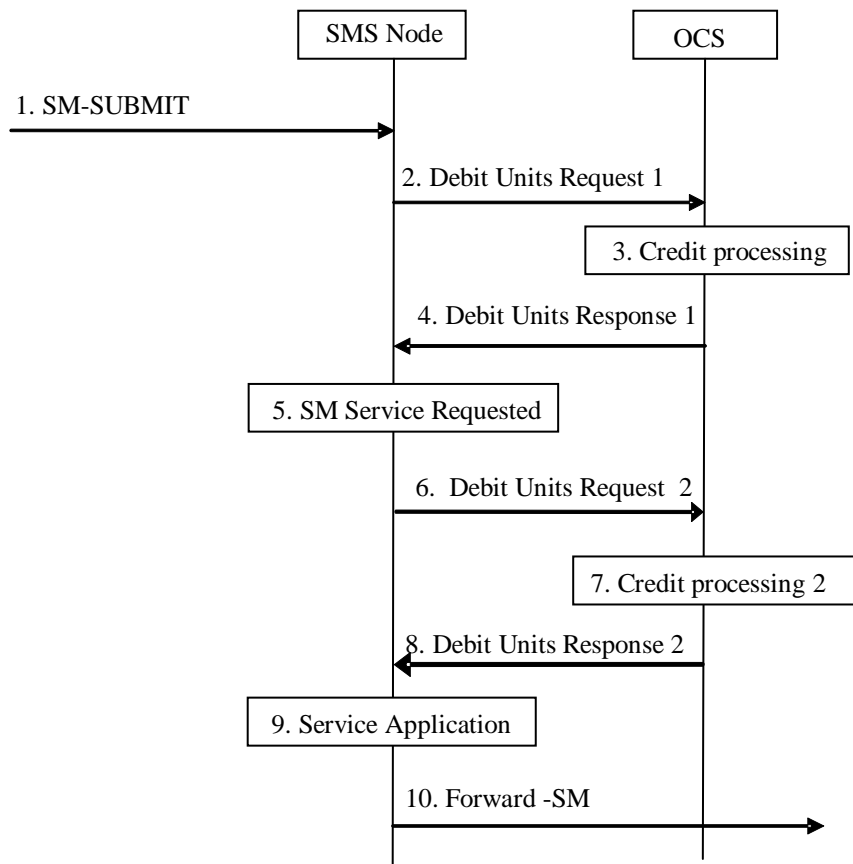 SMS Node
OCS
1. SM-SUBMIT
2. Debit Units Request 1
3. Credit processing
4. Debit Units Response 1
5. SM Service Requested
6. Debit Units Request 2
7. Credit processing 2
8. Debit Units Response 2
9. Service Application
10. Forward -SM